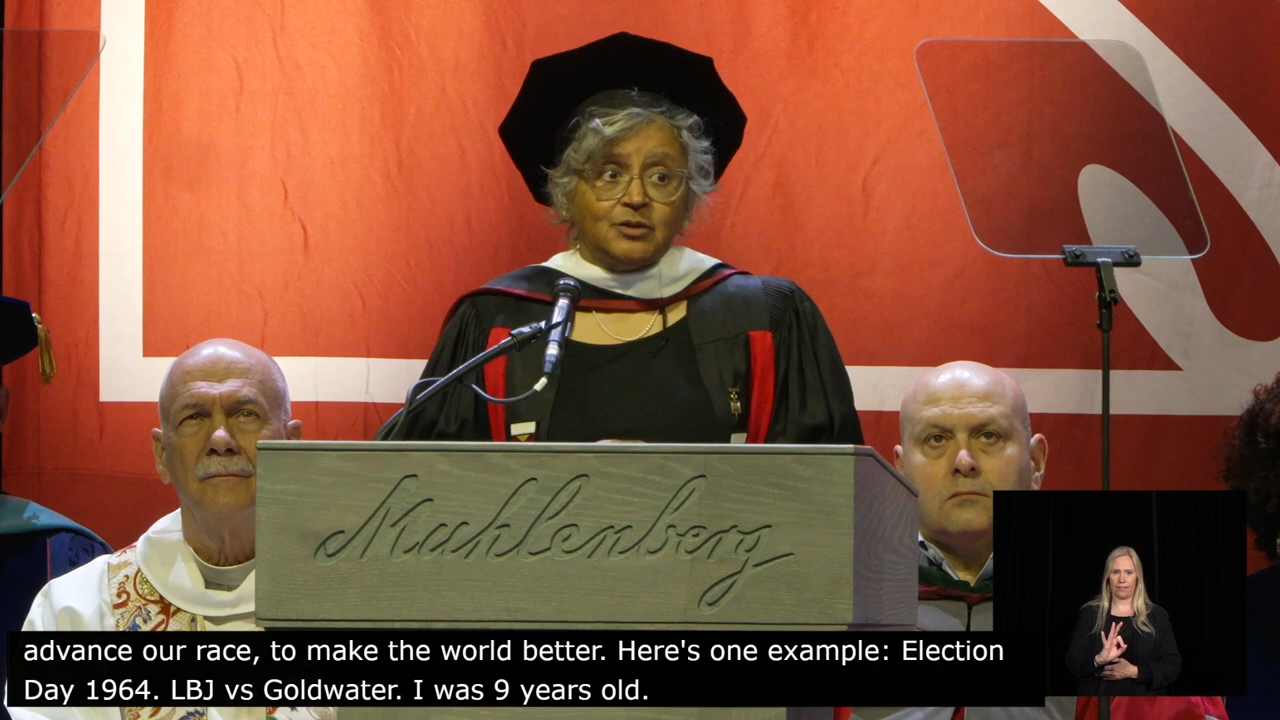 Muhlenberg
advance our race, to make the world better. Here's one example: Election
Day 1964. LBJ vs Goldwater. I was 9 years old.